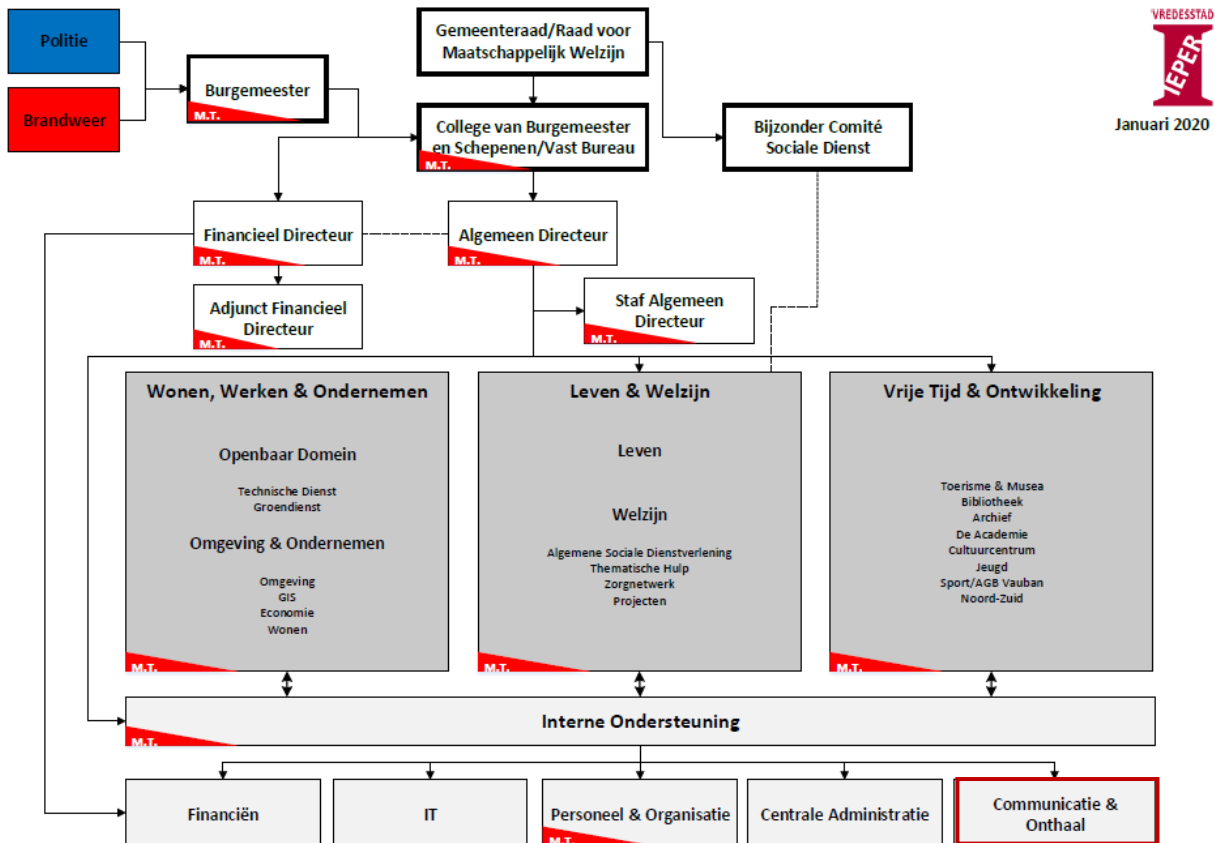 Politie
Brandweer
Burgemeester
M.T.
Gemeenteraad/Raad voor
Maatschappelijk Welzijn
College van Burgemeester
en Schepenen/Vast Bureau
M.T.
Bijzonder Comité
Sociale Dienst
VREDESSTAD
IEPER
Januari 2020
Financieel Directeur
M.T.
Algemeen Directeur
M.T.
Adjunct Financieel
Directeur
M.T.
Staf Algemeen
Directeur
M.T.
Wonen, Werken & Ondernemen
Openbaar Domein
Technische Dienst
Groendienst
Omgeving & Ondernemen
Omgeving
GIS
Economie
Wonen
M.T.
Leven & Welzijn
Leven
Welzijn
Algemene Sociale Dienstverlening
Thematische Hulp
Zorgnetwerk
Projecten
M.T.
Vrije Tijd & Ontwikkeling
Toerisme & Musea
Bibliotheek
Archief
De Academie
Cultuurcentrum
Jeugd
Sport/AGB Vauban
Noord-Zuid
M.T.
Interne Ondersteuning
M.T.
Financiën
IT
Personeel & Organisatie
M.T.
Centrale Administratie
Communicatie &
Onthaal